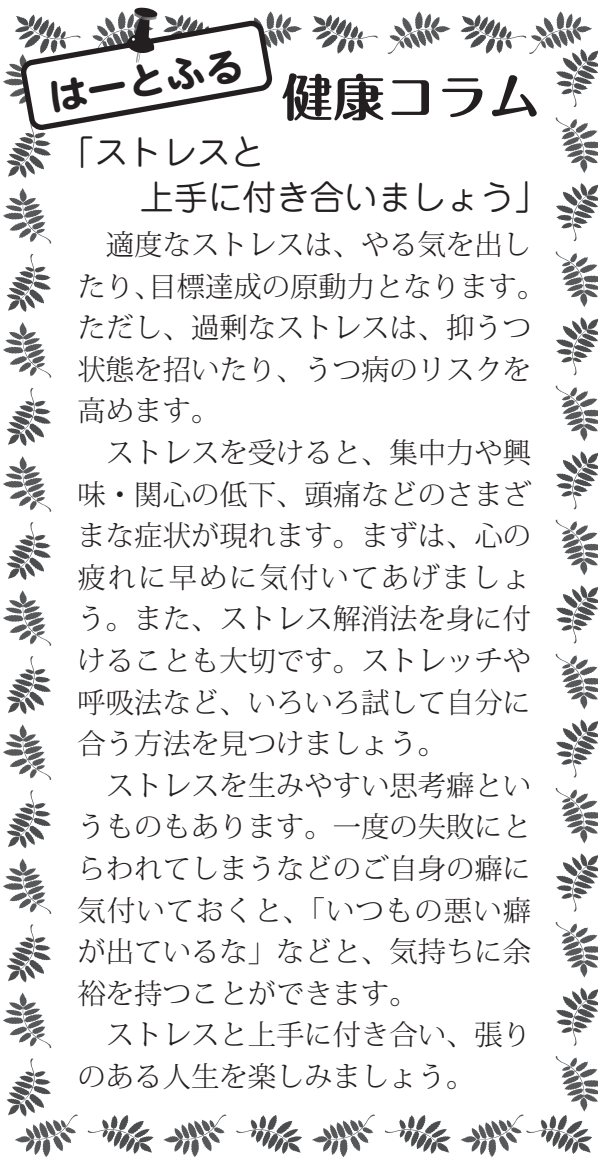 はーとふる
健康コラム
「ストレスと
上手に付き合いましょう」
　適度なストレスは、やる気を出し
たり、目標達成の原動力となります。
ただし、過剰なストレスは、抑うつ
状態を招いたり、うつ病のリスクを
高めます。
　ストレスを受けると、集中力や興
味・関心の低下、頭痛などのさまざ
まな症状が現れます。まずは、心の
疲れに早めに気付いてあげましょ
う。また、ストレス解消法を身に付
けることも大切です。ストレッチや
呼吸法など、いろいろ試して自分に
合う方法を見つけましょう。
　ストレスを生みやすい思考癖とい
うものもあります。一度の失敗にと
らわれてしまうなどのご自身の癖に
気付いておくと、「いつもの悪い癖
が出ているな」などと、気持ちに余
裕を持つことができます。
　ストレスと上手に付き合い、張り
のある人生を楽しみましょう。